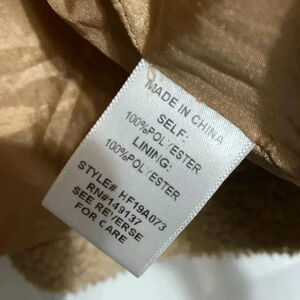 MADE IN CHINA
SELF:
100%POLYESTER
LINING:
100%POLYESTER
STYLE# HF19A073
RN#149137
SEE REVERSE
FOR CARE